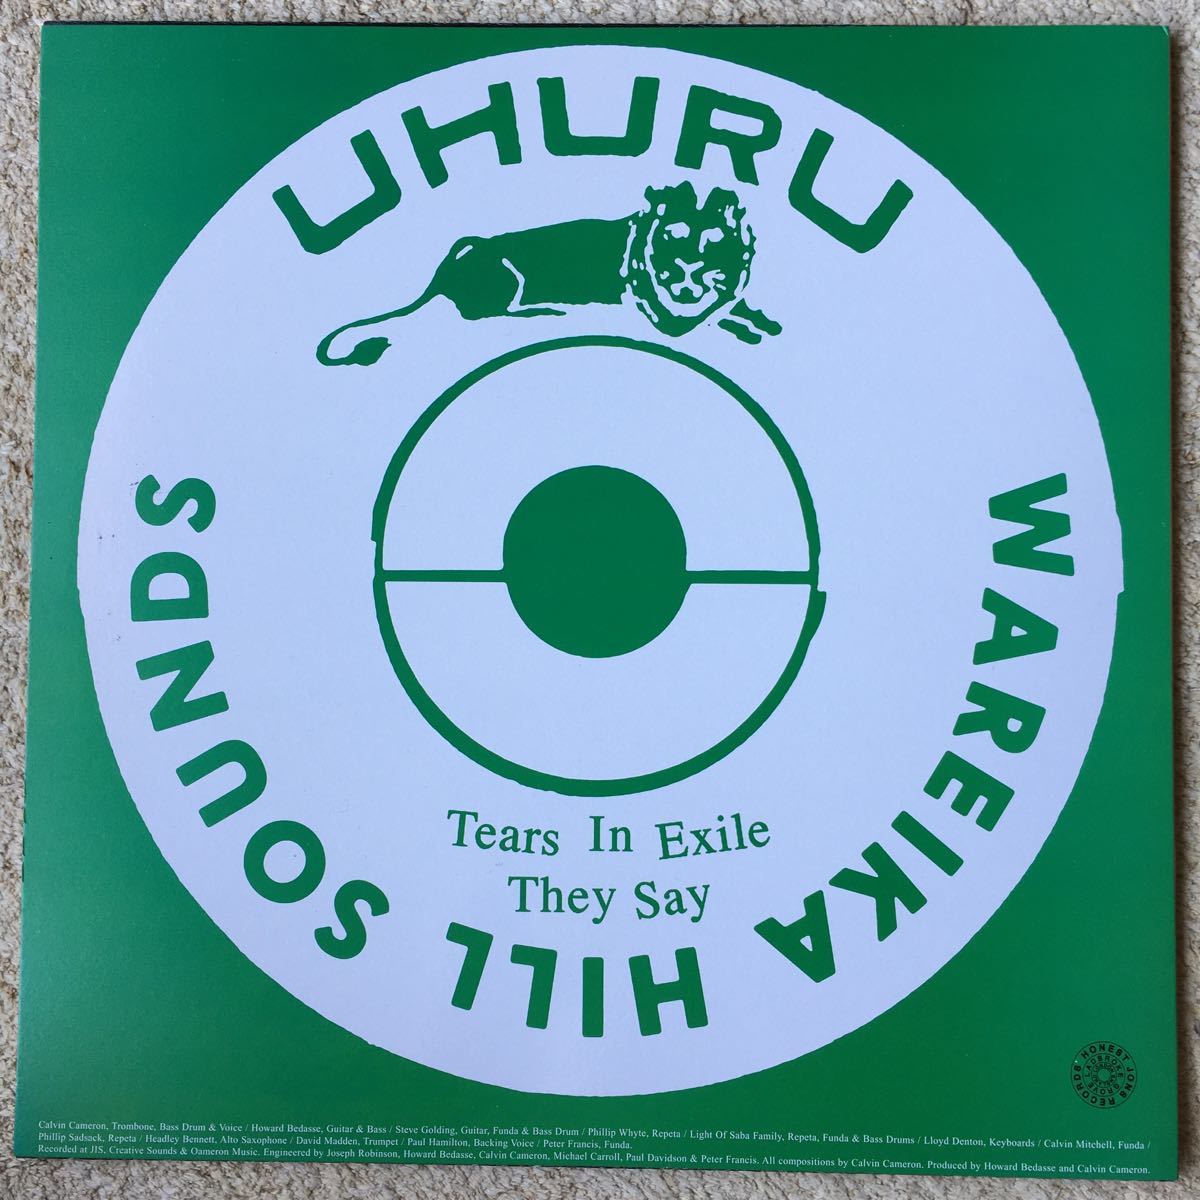 UHURU
WAREIKA HILL SOUNDS
Tears In Exile
They Say
HONEST JONS RECORDS
LADBROKE GROVE
Calvin Cameron, Trombone, Bass Drum & Voice / Howard Bedasse, Guitar & Bass / Steve Golding, Guitar, Funda & Bass Drum / Phillip Whyte, Repeta / Light Of Saba Family, Repeta, Funda & Bass Drums / Lloyd Denton, Keyboards / Calvin Mitchell, Funda /
Phillip Sadsack, Repeta / Headley Bennett, Alto Saxophone / David Madden, Trumpet / Paul Hamilton, Backing Voice / Peter Francis, Funda.
Recorded at JIS. Creative Sounds & Oameron Music. Engineered by Joseph Robinson, Howard Bedasse, Calvin Cameron, Michael Carroll, Paul Davidson & Peter Francis. All compositions by Calvin Cameron. Produced by Howard Bedasse and Calvin Cameron.